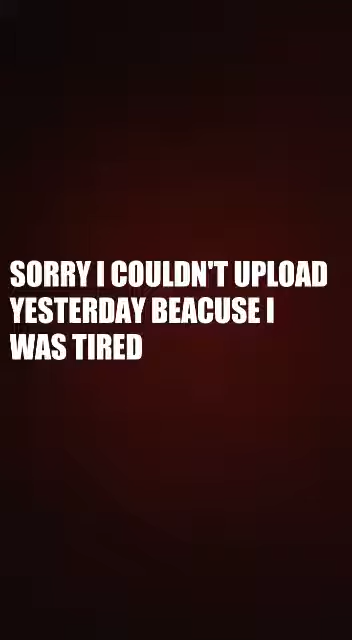 SORRY I COULDN'T UPLOAD
YESTERDAY BEACUSE I
WAS TIRED